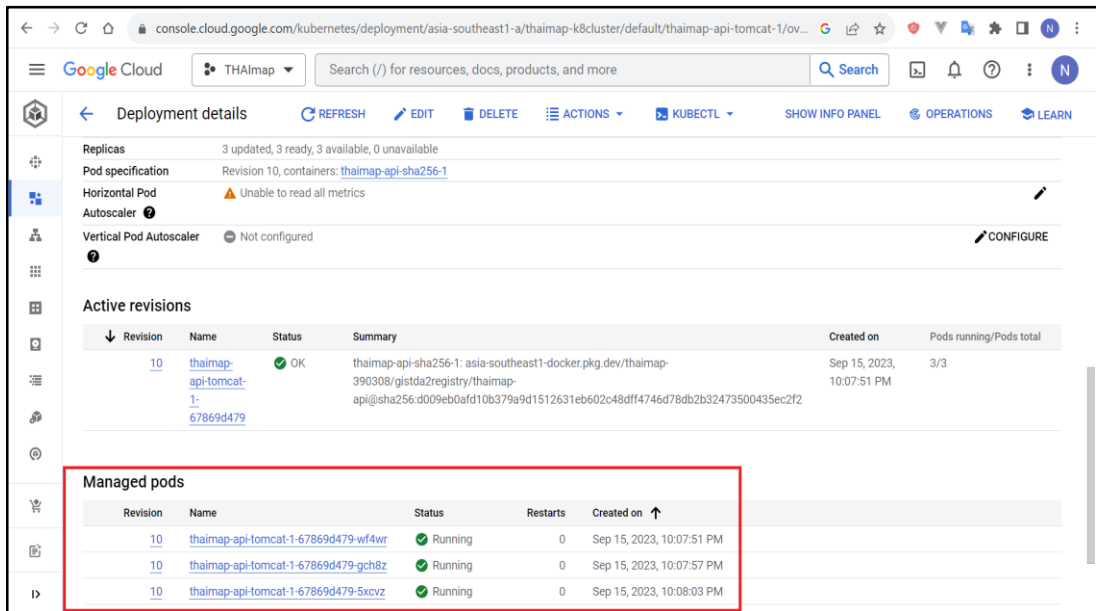 console.cloud.google.com/kubernetes/deployment/asia-southeast1-a/thaimap-k8cluster/default/thaimap-api-tomcat-1/ov...
N
Google Cloud
THAImap
Search (/) for resources, docs, products, and more
Search
N
Deployment details
REFRESH
EDIT
DELETE
ACTIONS
KUBECTL
SHOW INFO PANEL
OPERATIONS
LEARN
Replicas 3 updated, 3 ready, 3 available, 0 unavailable
Pod specification Revision 10, containers: thaimap-api-sha256-1
Horizontal Pod Unable to read all metrics
Autoscaler
Vertical Pod Autoscaler Not configured CONFIGURE
Active revisions
Revision Name Status Summary Created on Pods running/Pods total
10 thaimap- OK thaimap-api-sha256-1: asia-southeast1-docker.pkg.dev/thaimap- Sep 15, 2023, 3/3
api-tomcat- 390308/gistda2registry/thaimap- 10:07:51 PM
1- api@sha256:d009eb0afd10b379a9d1512631eb602c48dff4746d78db2b32473500435ec2f2
67869d479
Managed pods
Revision Name Status Restarts Created on
10 thaimap-api-tomcat-1-67869d479-wf4wr Running 0 Sep 15, 2023, 10:07:51 PM
10 thaimap-api-tomcat-1-67869d479-gch8z Running 0 Sep 15, 2023, 10:07:57 PM
10 thaimap-api-tomcat-1-67869d479-5xcvz Running 0 Sep 15, 2023, 10:08:03 PM